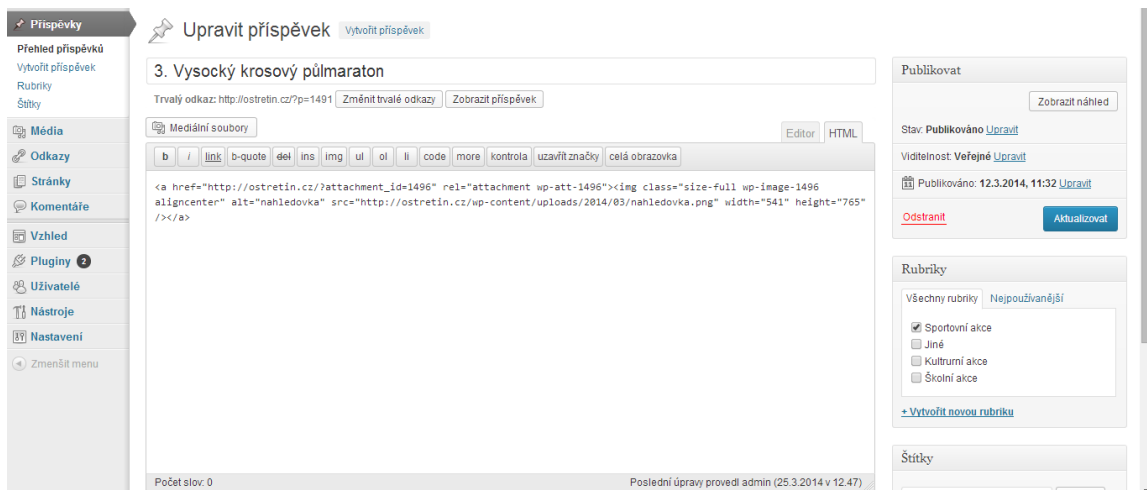 Příspěvky
Přehled příspěvků
Vytvořit příspěvek
Rubriky
Štítky
Média
Odkazy
Stránky
Komentáře
Vzhled
Pluginy 2
Uživatelé
Nástroje
Nastavení
Zmenšit menu
Upravit příspěvek Vytvořit příspěvek
3. Vysocký krosový půlmaraton
Trvalý odkaz: http://ostretin.cz/?p=1491 Změnit trvalé odkazy Zobrazit příspěvek
Mediální soubory
Editor HTML
b i link b-quote del ins img ul ol li code more kontrola uzavřít značky celá obrazovka
<a href="http://ostretin.cz/?attachment_id=1496" rel="attachment wp-att-1496"><img class="size-full wp-image-1496
aligncenter" alt="nahledovka" src="http://ostretin.cz/wp-content/uploads/2014/03/nahledovka.png" width="541" height="765"
/></a>
Počet slov: 0 Poslední úpravy provedl admin (25.3.2014 v 12.47)
Publikovat
Zobrazit náhled
Stav: Publikováno Upravit
Viditelnost: Veřejné Upravit
Publikováno: 12.3.2014, 11:32 Upravit
Odstranit Aktualizovat
Rubriky
Všechny rubriky Nejpoužívanější
Sportovní akce
Jiné
Kultrurní akce
Školní akce
+ Vytvořit novou rubriku
Štítky